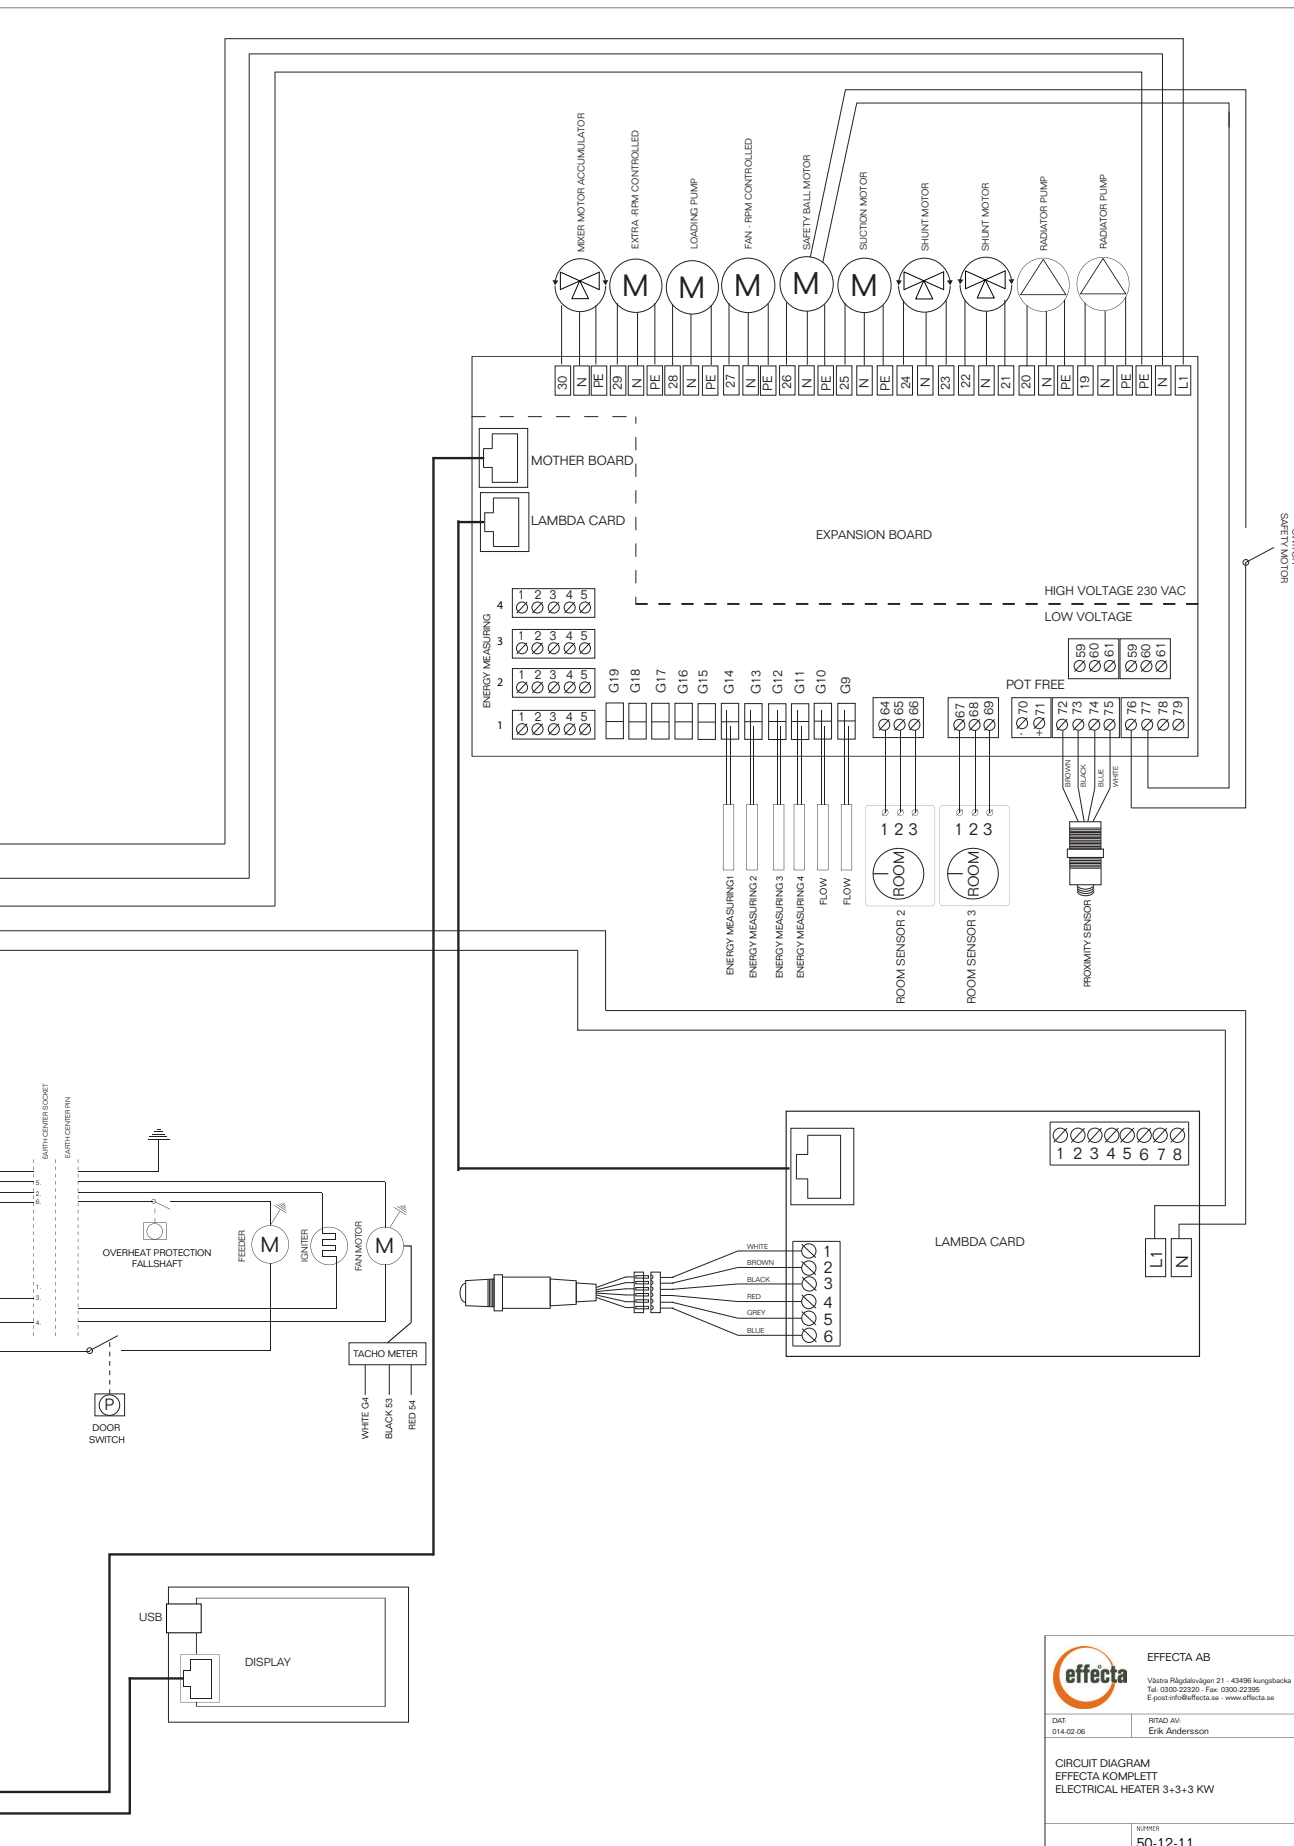 MIXER MOTOR ACCUMULATOR
EXTRA -RPM CONTROLLED
LOADING PUMP
FAN - RPM CONTROLLED
SAFETY BALL MOTOR
SUCTION MOTOR
SHUNT MOTOR
SHUNT MOTOR
RADIATOR PUMP
RADIATOR PUMP
M M M M M
30 N PE 29 N PE 28 N PE 27 N PE 26 N PE 25 N PE 24 N 23 22 N 21 20 N PE 19 N PE PE N L1
MOTHER BOARD
LAMBDA CARD
EXPANSION BOARD
SAFETY MOTOR
HIGH VOLTAGE 230 VAC
LOW VOLTAGE
ENERGY MEASURING
4 1 2 3 4 5
3 1 2 3 4 5
2 1 2 3 4 5
1 1 2 3 4 5
59 60 61 59 60 61
POT FREE
G19 G18 G17 G16 G15 G14 G13 G12 G11 G10 G9
64 65 66
67 68 69
70 71
- +
72 73 74 75
76 77 78 79
BROWN
BLACK
BLUE
WHITE
1 2 3
ROOM
1 2 3
ROOM
ENERGY MEASURING1
ENERGY MEASURING 2
ENERGY MEASURING 3
ENERGY MEASURING 4
FLOW
FLOW
ROOM SENSOR 2
ROOM SENSOR 3
PROXIMITY SENSOR
EARTH CENTER SOCKET
EARTH CENTER PIN
5.
2.
6.
1.
3.
4.
OVERHEAT PROTECTION
FALLSHAFT
FEEDER
M
IGNITER
FAN MOTOR
M
TACHO METER
WHITE G4
BLACK 53
RED 54
P
DOOR
SWITCH
1 2 3 4 5 6 7 8
LAMBDA CARD
L1
N
WHITE 1
BROWN 2
BLACK 3
RED 4
GREY 5
BLUE 6
USB
DISPLAY
effecta
EFFECTA AB
Västra Rågdalsvägen 21 - 43496 kungsbacka
Tel: 0300-22320 - Fax: 0300-22395
E-post:info@effecta.se - www.effecta.se
DAT:
014-02-06
RITAD AV:
Erik Andersson
CIRCUIT DIAGRAM
EFFECTA KOMPLETT
ELECTRICAL HEATER 3+3+3 KW
NUMMER
50-12-11